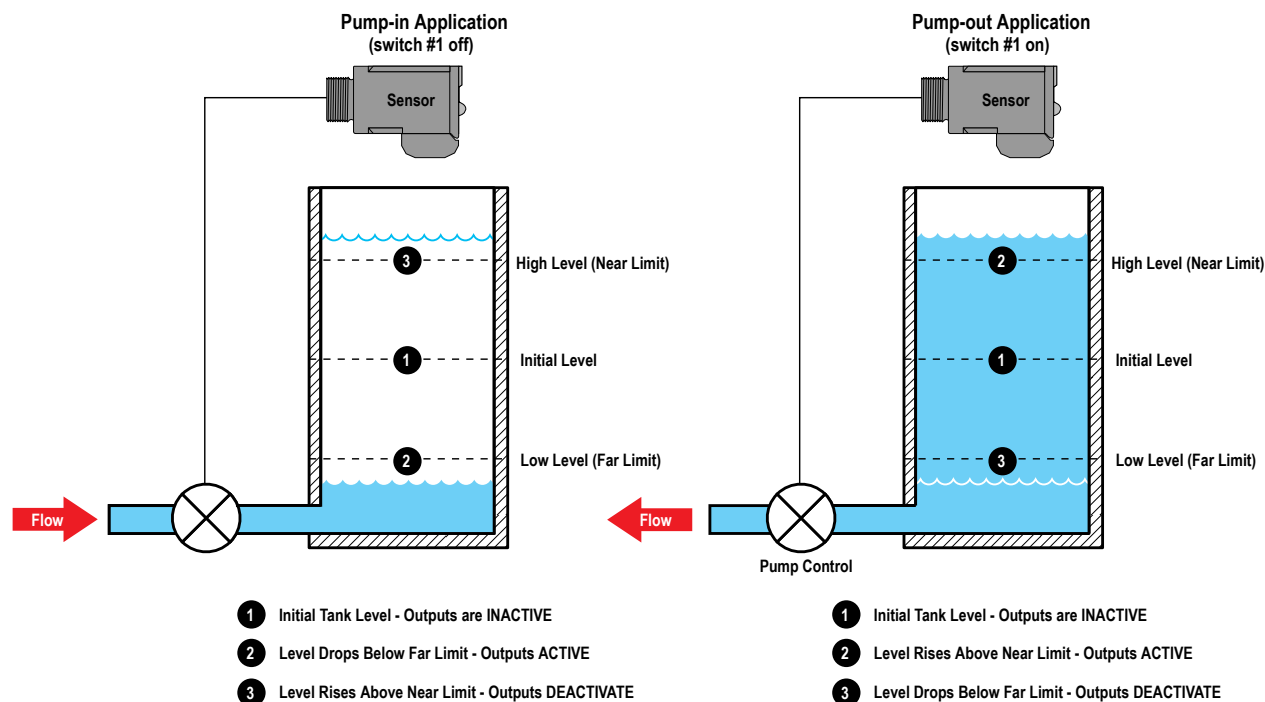 Pump-in Application
(switch #1 off)
Sensor
3
High Level (Near Limit)
1
Initial Level
2
Low Level (Far Limit)
Flow
1 Initial Tank Level - Outputs are INACTIVE
2 Level Drops Below Far Limit - Outputs ACTIVE
3 Level Rises Above Near Limit - Outputs DEACTIVATE
Pump-out Application
(switch #1 on)
Sensor
2
High Level (Near Limit)
1
Initial Level
3
Low Level (Far Limit)
Flow
Pump Control
1 Initial Tank Level - Outputs are INACTIVE
2 Level Rises Above Near Limit - Outputs ACTIVE
3 Level Drops Below Far Limit - Outputs DEACTIVATE